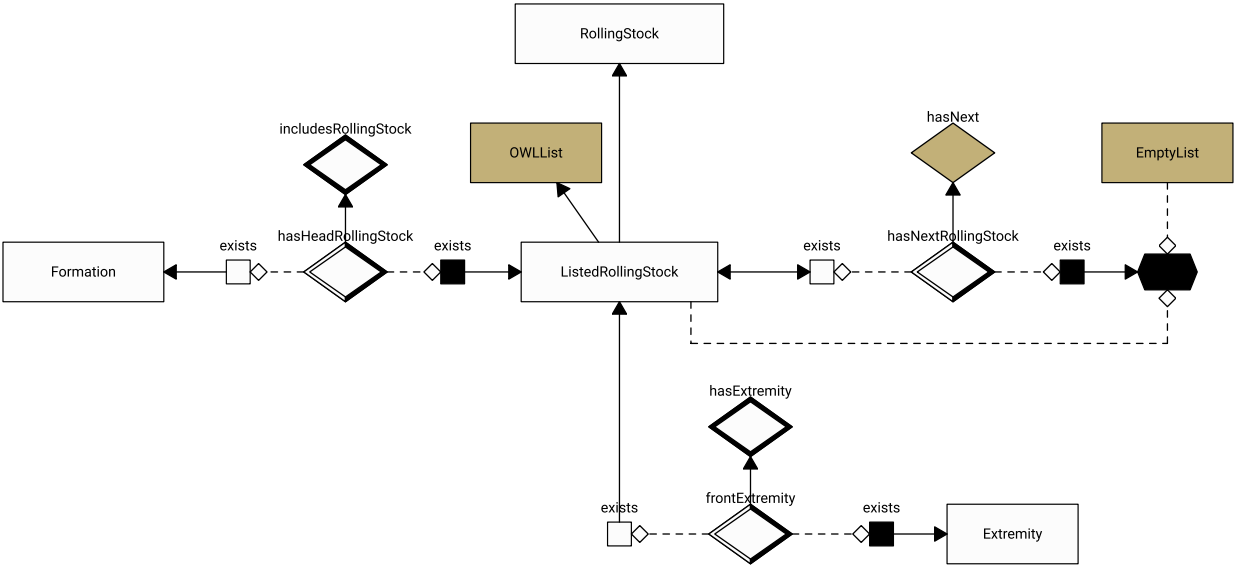 RollingStock
includesRollingStock
hasNext
OWLList
EmptyList
exists
hasHeadRollingStock
exists
exists
hasNextRollingStock
exists
Formation
ListedRollingStock
hasExtremity
exists
frontExtremity
exists
Extremity